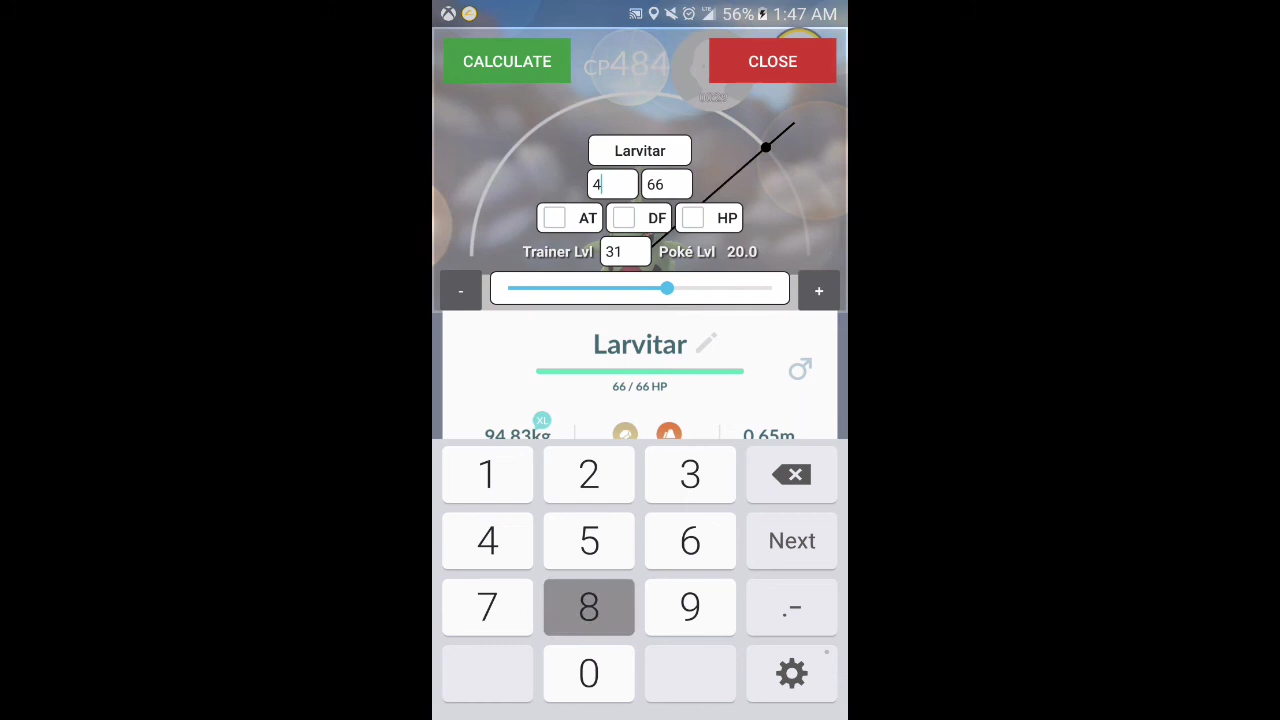 LTE 56% 1:47 AM
CALCULATE CP484 CLOSE
Larvitar
4 66
AT DF HP
Trainer Lvl 31 Poké Lvl 20.0
- +
Larvitar
66 / 66 HP
XL
94.83kg 0.65m
1 2 3
4 5 6 Next
7 8 9 .-
0